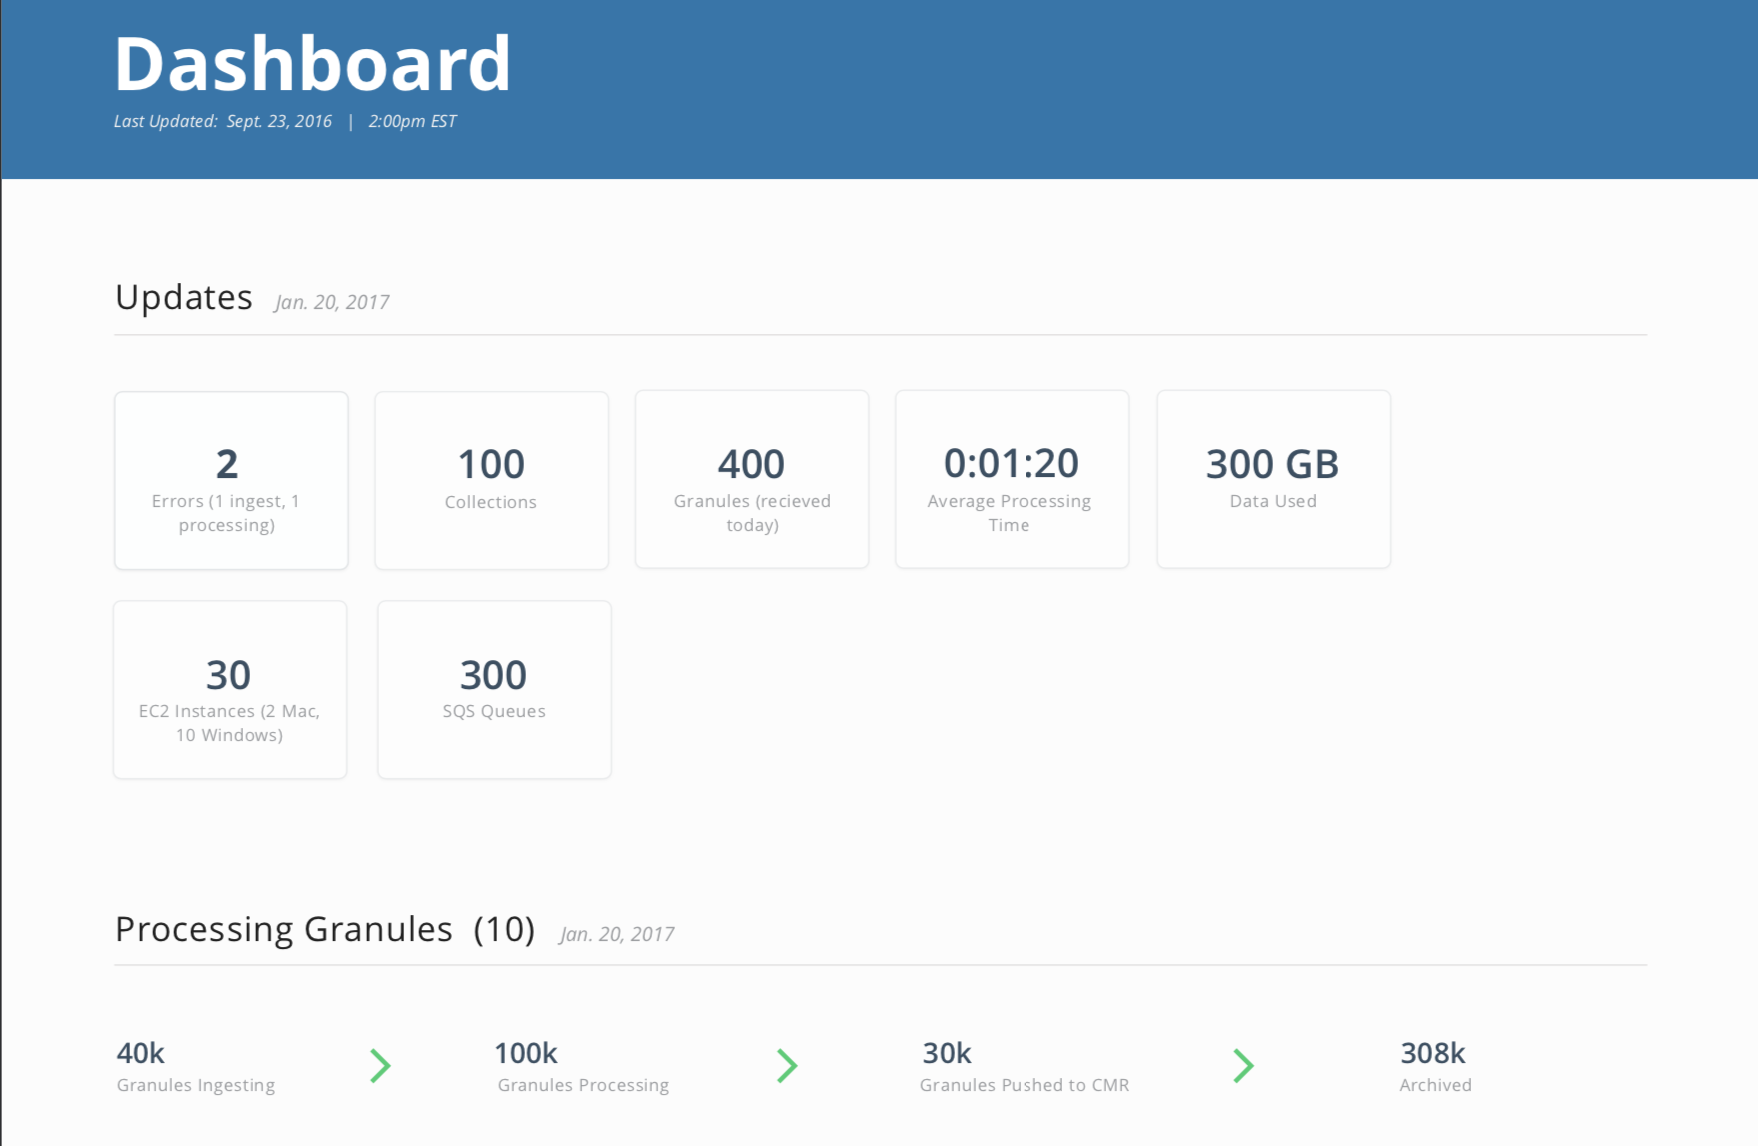 Dashboard
Last Updated: Sept. 23, 2016 | 2:00pm EST
Updates Jan. 20, 2017
2
Errors (1 ingest, 1
processing)
100
Collections
400
Granules (recieved
today)
0:01:20
Average Processing
Time
300 GB
Data Used
30
EC2 Instances (2 Mac,
10 Windows)
300
SQS Queues
Processing Granules (10) Jan. 20, 2017
40k
Granules Ingesting
100k
Granules Processing
30k
Granules Pushed to CMR
308k
Archived